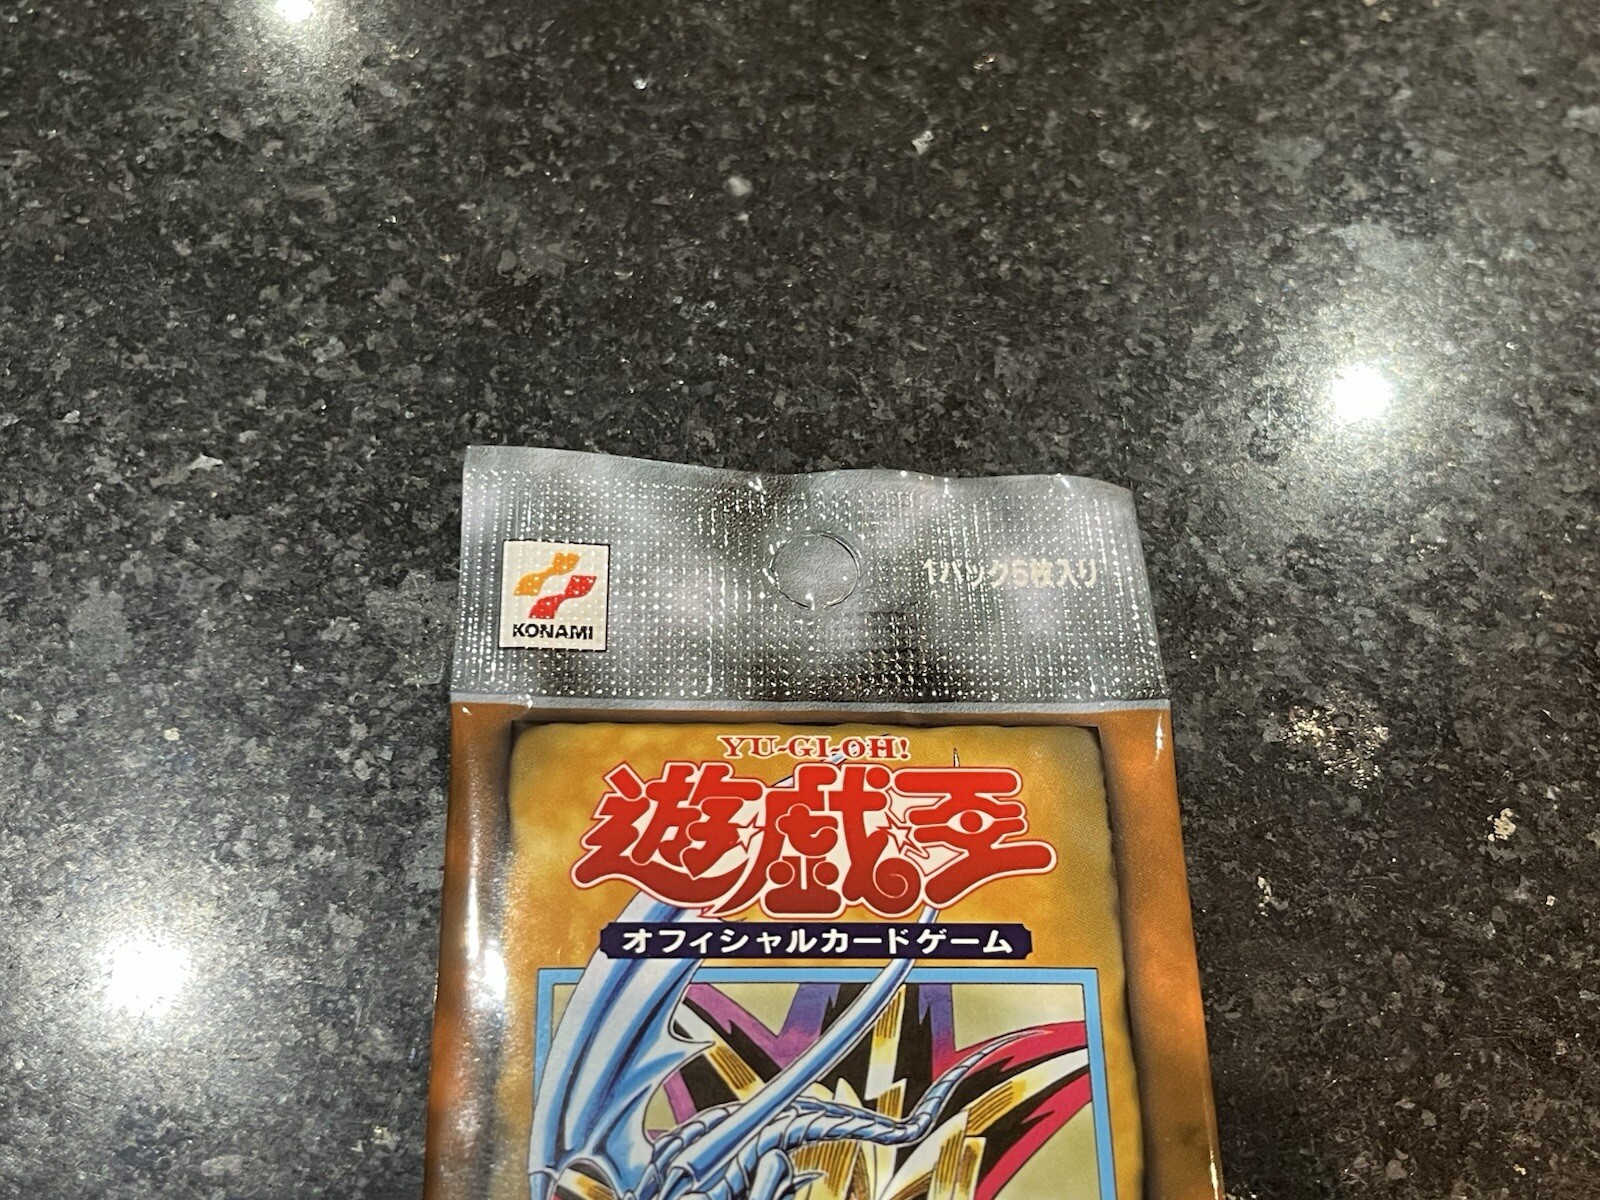 KONAMI
1パック5枚入り
YU-GI-OH!
遊戯王
オフィシャルカードゲーム